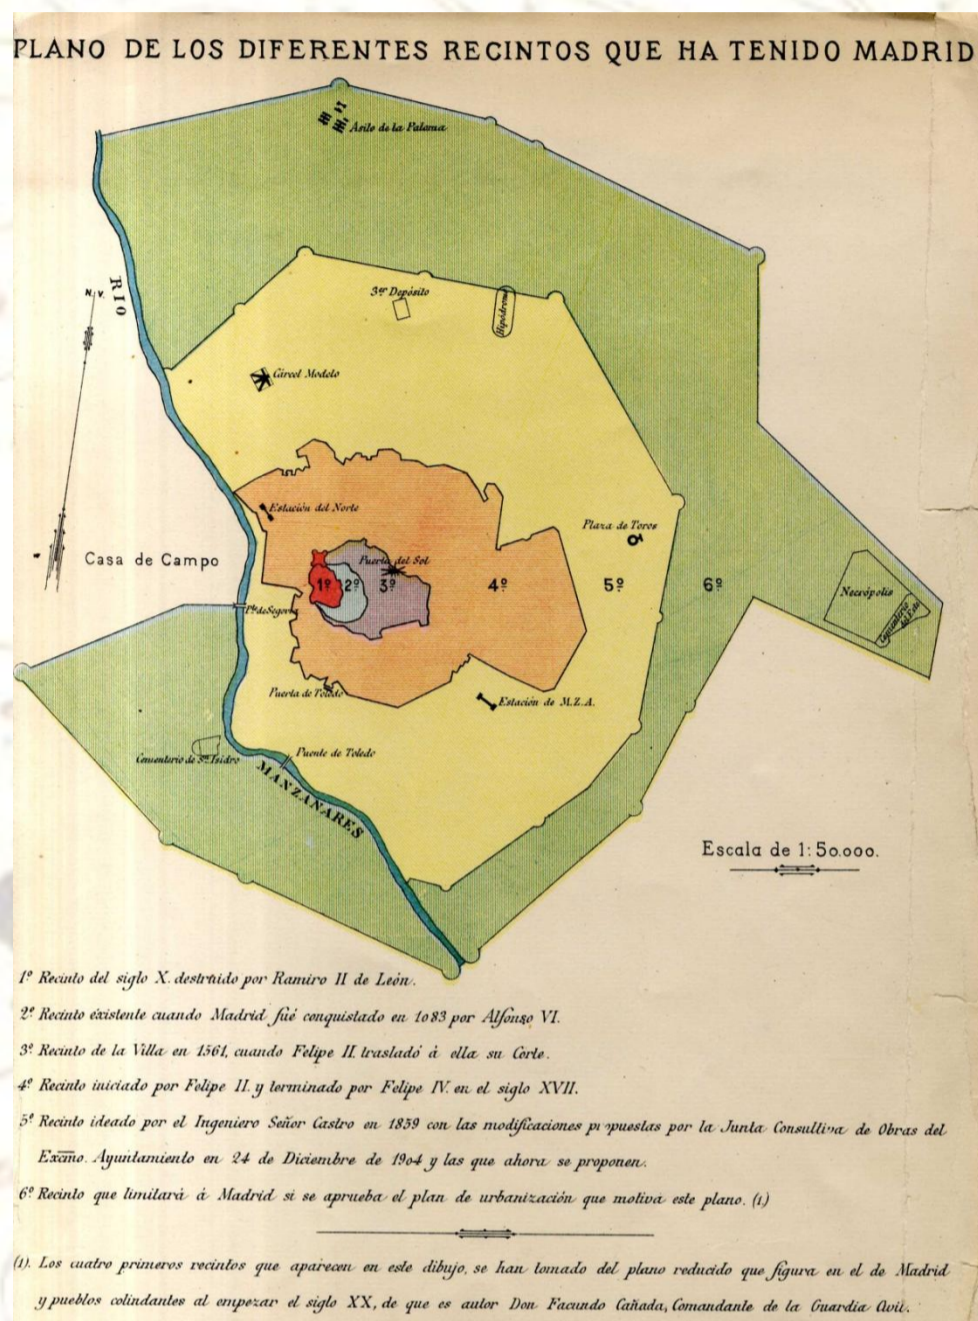 PLANO DE LOS DIFERENTES RECINTOS QUE HA TENIDO MADRID
Asilo de la Paloma
RIO
N.V.
3er Depósito
Hipódromo
Cárcel Modelo
Estación del Norte
Plaza de Toros
Casa de Campo
Puerta del Sol
1º
2º
3º
4º
5º
6º
Necrópolis
Cementerio del Este
Pte de Segovia
Puerta de Toledo
Estación de M.Z.A.
Cementerio de Sn Isidro
Puente de Toledo
MANZANARES
Escala de 1:50.000.
1º Recinto del siglo X. destruido por Ramiro II de León.
2º Recinto éxistente cuando Madrid fué conquistado en 1083 por Alfonso VI.
3º Recinto de la Villa en 1561, cuando Felipe II. trasladó á ella su Corte.
4º Recinto iniciado por Felipe II. y terminado por Felipe IV. en el siglo XVII.
5º Recinto ideado por el Ingeniero Señor Castro en 1859 con las modificaciones propuestas por la Junta Consultiva de Obras del
Excmo. Ayuntamiento en 24 de Diciembre de 1904 y las que ahora se proponen.
6º Recinto que limitará á Madrid si se aprueba el plan de urbanización que motiva este plano. (1)
(1). Los cuatro primeros recintos que aparecen en este dibujo, se han tomado del plano reducido que figura en el de Madrid
y pueblos colindantes al empezar el siglo XX, de que es autor Don Facundo Cañada, Comandante de la Guardia Civil.